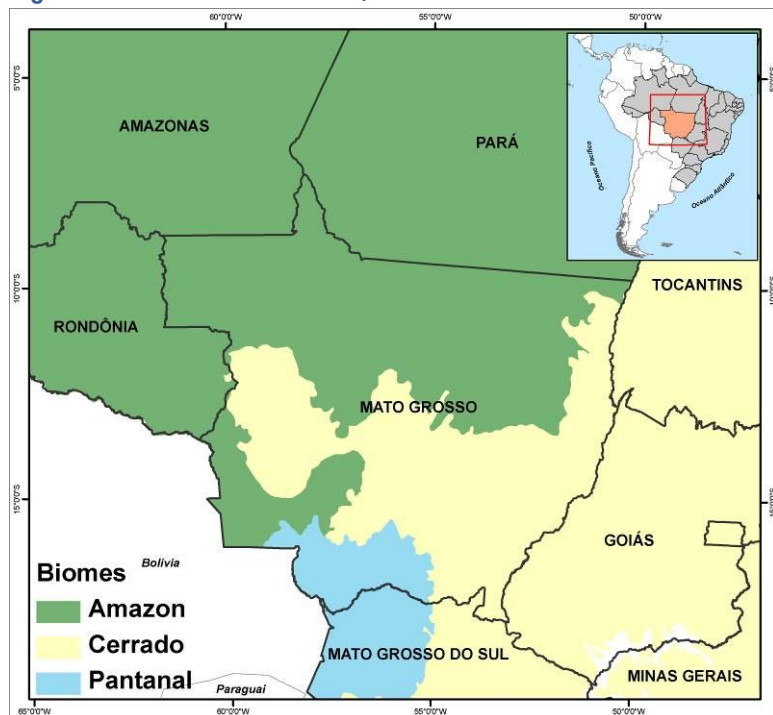 60°0'0"W 55°0'0"W 50°0'0"W
5°0'0"S
AMAZONAS
PARÁ
Oceano Pacífico
Oceano Atlântico
10°0'0"S
TOCANTINS
RONDÔNIA
MATO GROSSO
15°0'0"S
GOIÁS
Bolívia
Biomes
Amazon
Cerrado
Pantanal
MATO GROSSO DO SUL
MINAS GERAIS
Paraguai
65°0'0"W 60°0'0"W 55°0'0"W 50°0'0"W